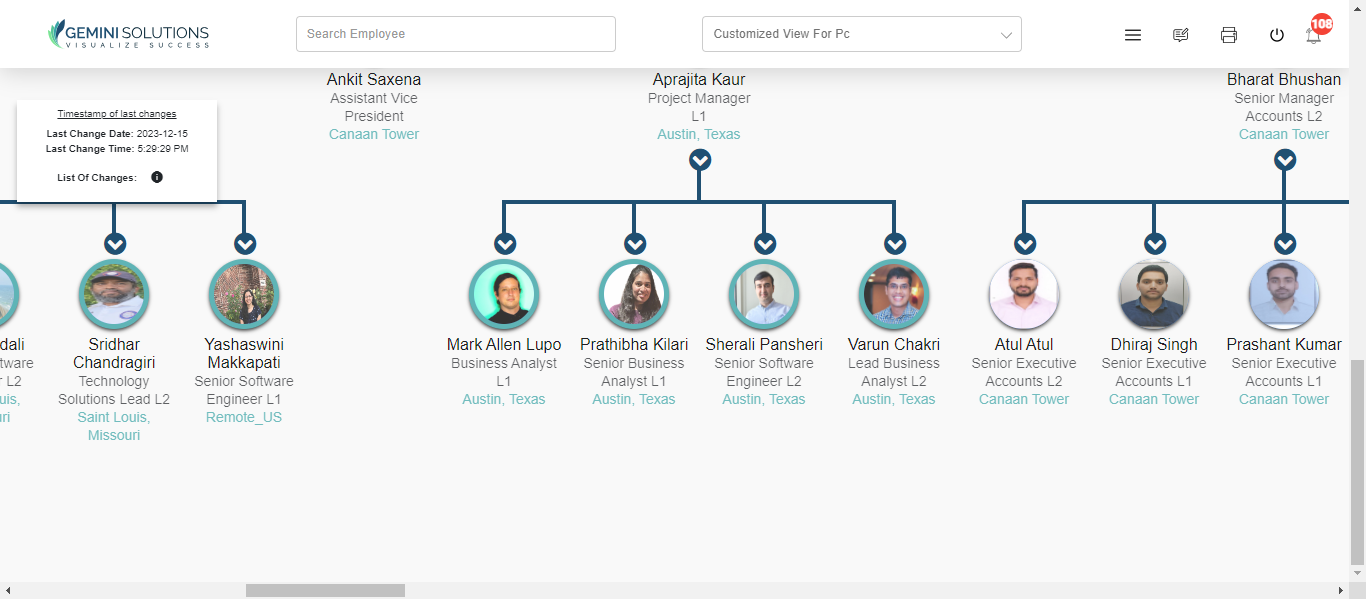 GEMINI SOLUTIONS
VISUALIZE SUCCESS
Search Employee
Customized View For Pc
108
Ankit Saxena
Assistant Vice
President
Canaan Tower
Aprajita Kaur
Project Manager
L1
Austin, Texas
Bharat Bhushan
Senior Manager
Accounts L2
Canaan Tower
Timestamp of last changes
Last Change Date: 2023-12-15
Last Change Time: 5:29:29 PM
List Of Changes:
dali
tware
r L2
uis,
uri
Sridhar
Chandragiri
Technology
Solutions Lead L2
Saint Louis,
Missouri
Yashaswini
Makkapati
Senior Software
Engineer L1
Remote_US
Mark Allen Lupo
Business Analyst
L1
Austin, Texas
Prathibha Kilari
Senior Business
Analyst L1
Austin, Texas
Sherali Pansheri
Senior Software
Engineer L2
Austin, Texas
Varun Chakri
Lead Business
Analyst L2
Austin, Texas
Atul Atul
Senior Executive
Accounts L2
Canaan Tower
Dhiraj Singh
Senior Executive
Accounts L1
Canaan Tower
Prashant Kumar
Senior Executive
Accounts L1
Canaan Tower